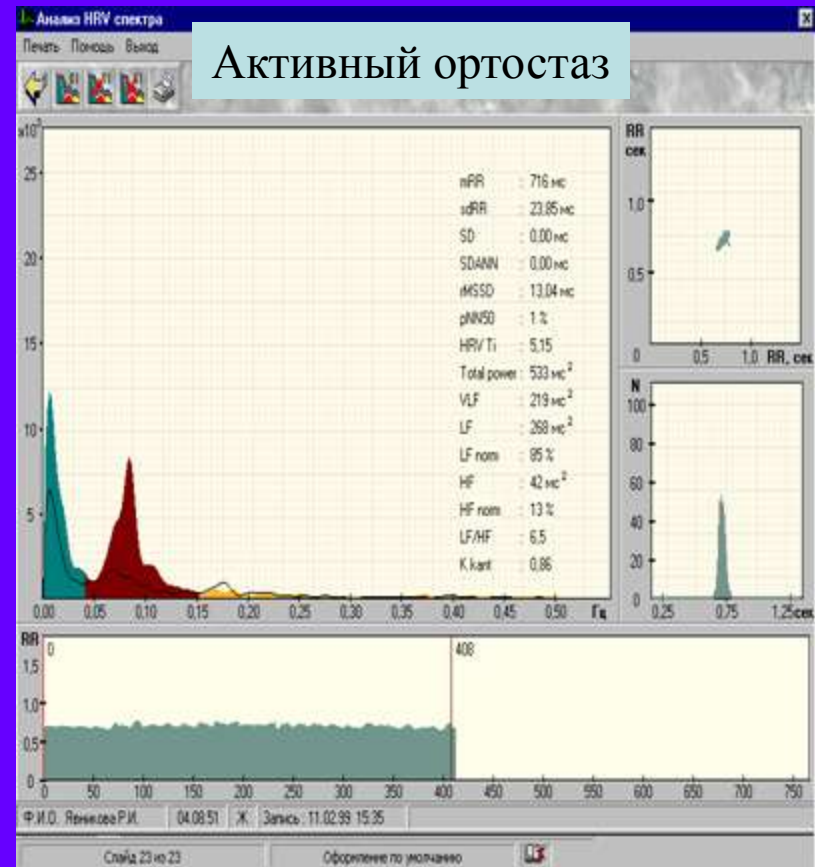 Анализ HRV спектра
Печать Помощь Выход
Активный ортостаз
x10³
25
20
15
10
5
0,00 0,05 0,10 0,15 0,20 0,25 0,30 0,35 0,40 0,45 0,50 Гц
mRR : 716 мс
sdRR : 23,85 мс
SD : 0,00 мс
SDANN : 0,00 мс
rMSSD : 13,04 мс
pNN50 : 1 %
HRV Ti : 5,15
Total power : 533 мс²
VLF : 219 мс²
LF : 268 мс²
LF norm : 85 %
HF : 42 мс²
HF norm : 13 %
LF/HF : 6,5
K kant : 0,86
RR
сек
1,0
0,5
0 0,5 1,0 RR, сек
N
100
80
60
40
20
0
0,25 0,75 1,25 сек
RR
0 408
1,5
1,0
0,5
0
0 50 100 150 200 250 300 350 400 450 500 550 600 650 700 750
Ф.И.О. Р.И. 04.08.51 Ж Запись : 11.02.99 15:35
Слайд 23 из 23 Оформление по умолчанию